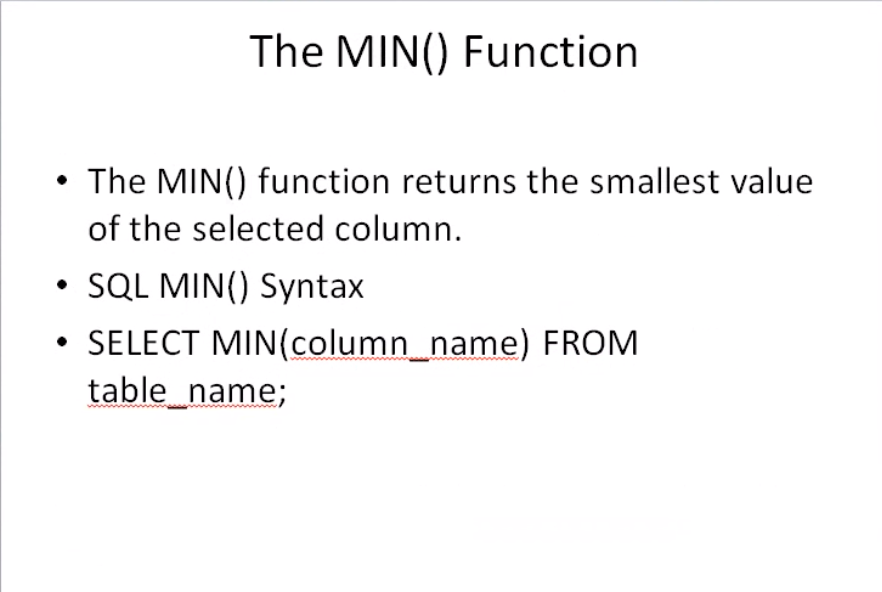 The MIN() Function
• The MIN() function returns the smallest value
of the selected column.
• SQL MIN() Syntax
• SELECT MIN(column_name) FROM
table_name;